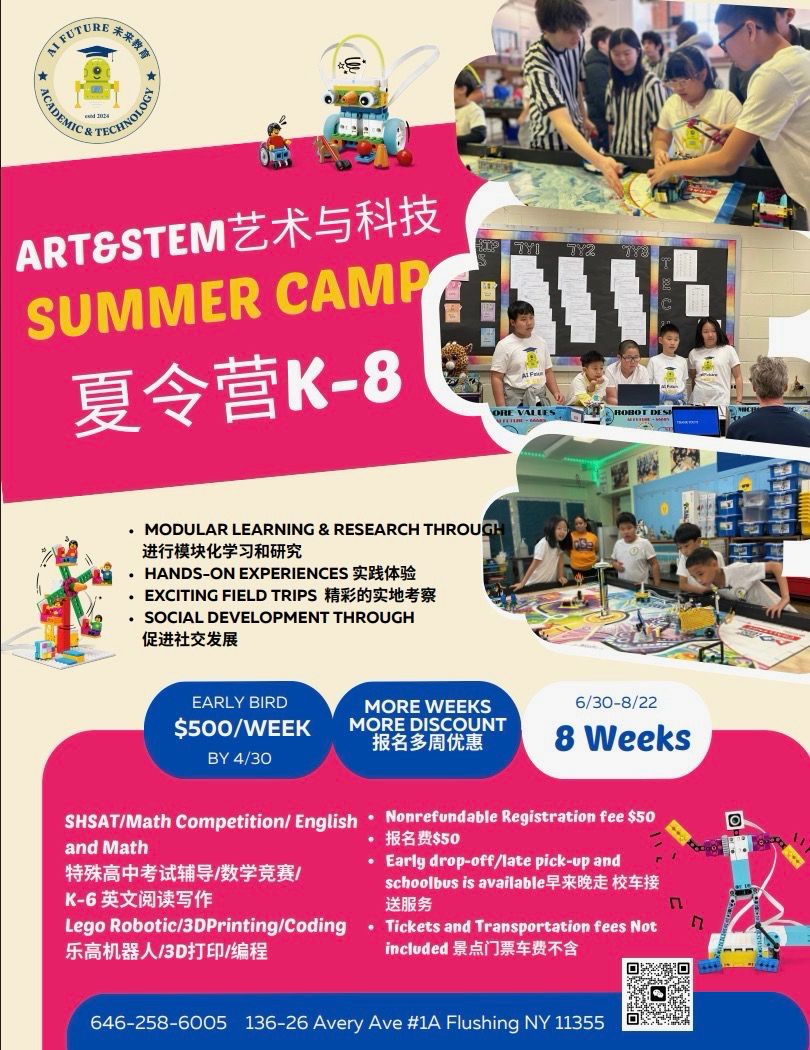 AI FUTURE 未来教育
ACADEMIC & TECHNOLOGY
estd 2024
ART&STEM艺术与科技
SUMMER CAMP
夏令营K-8
TY1 TY2 TY3
AI Future
ORE VALUES
ROBOT DES
• MODULAR LEARNING & RESEARCH THROUGH
进行模块化学习和研究
• HANDS-ON EXPERIENCES 实践体验
• EXCITING FIELD TRIPS 精彩的实地考察
• SOCIAL DEVELOPMENT THROUGH
促进社交发展
EARLY BIRD
$500/WEEK
BY 4/30
MORE WEEKS
MORE DISCOUNT
报名多周优惠
6/30-8/22
8 Weeks
SHSAT/Math Competition/ English
and Math
特殊高中考试辅导/数学竞赛/
K-6 英文阅读写作
Lego Robotic/3DPrinting/Coding
乐高机器人/3D打印/编程
• Nonrefundable Registration fee $50
• 报名费$50
• Early drop-off/late pick-up and
schoolbus is available早来晚走 校车接
送服务
• Tickets and Transportation fees Not
included 景点门票车费不含
646-258-6005 136-26 Avery Ave #1A Flushing NY 11355